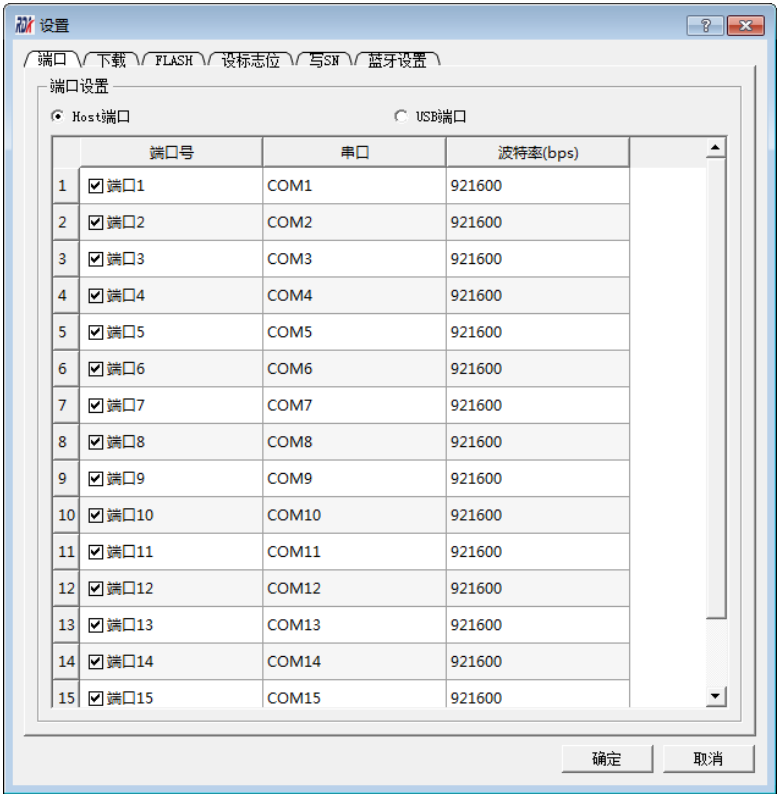 RDA 设置
端口 下载 FLASH 设标志位 写SN 蓝牙设置
端口设置
Host端口 USB端口
端口号 串口 波特率(bps)
1 端口1 COM1 921600
2 端口2 COM2 921600
3 端口3 COM3 921600
4 端口4 COM4 921600
5 端口5 COM5 921600
6 端口6 COM6 921600
7 端口7 COM7 921600
8 端口8 COM8 921600
9 端口9 COM9 921600
10 端口10 COM10 921600
11 端口11 COM11 921600
12 端口12 COM12 921600
13 端口13 COM13 921600
14 端口14 COM14 921600
15 端口15 COM15 921600
确定 取消